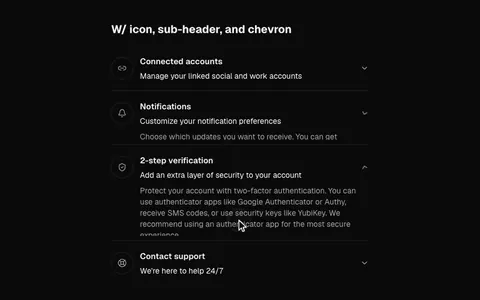 W/ icon, sub-header, and chevron
Connected accounts
Manage your linked social and work accounts
Notifications
Customize your notification preferences
Choose which updates you want to receive. You can get
2-step verification
Add an extra layer of security to your account
Protect your account with two-factor authentication. You can
use authenticator apps like Google Authenticator or Authy,
receive SMS codes, or use security keys like YubiKey. We
recommend using an authenticator app for the most secure
experience.
Contact support
We're here to help 24/7